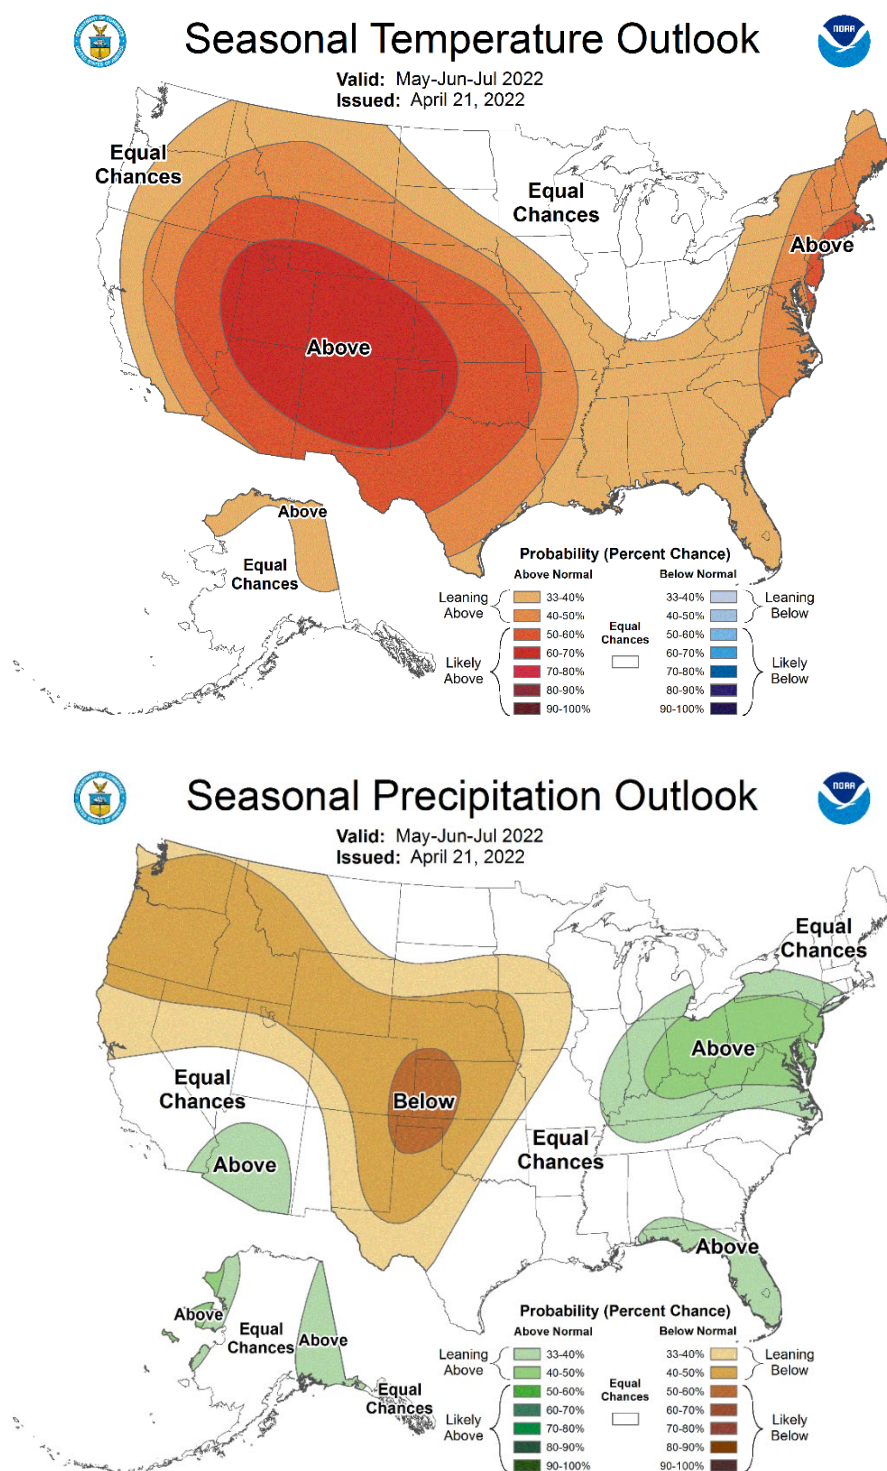 Seasonal Temperature Outlook
NOAA
Valid: May-Jun-Jul 2022
Issued: April 21, 2022
Equal
Chances
Equal
Chances
Above
Above
Above
Equal
Chances
Probability (Percent Chance)
Above Normal
Below Normal
Leaning
Above
33-40%
40-50%
Likely
Above
50-60%
60-70%
70-80%
80-90%
90-100%
Equal
Chances
33-40%
40-50%
Leaning
Below
50-60%
60-70%
70-80%
80-90%
90-100%
Likely
Below
Seasonal Precipitation Outlook
NOAA
Valid: May-Jun-Jul 2022
Issued: April 21, 2022
Equal
Chances
Above
Equal
Chances
Below
Equal
Chances
Above
Above
Above
Equal
Chances
Above
Equal
Chances
Probability (Percent Chance)
Above Normal
Below Normal
Leaning
Above
33-40%
40-50%
Likely
Above
50-60%
60-70%
70-80%
80-90%
90-100%
Equal
Chances
33-40%
40-50%
Leaning
Below
50-60%
60-70%
70-80%
80-90%
90-100%
Likely
Below